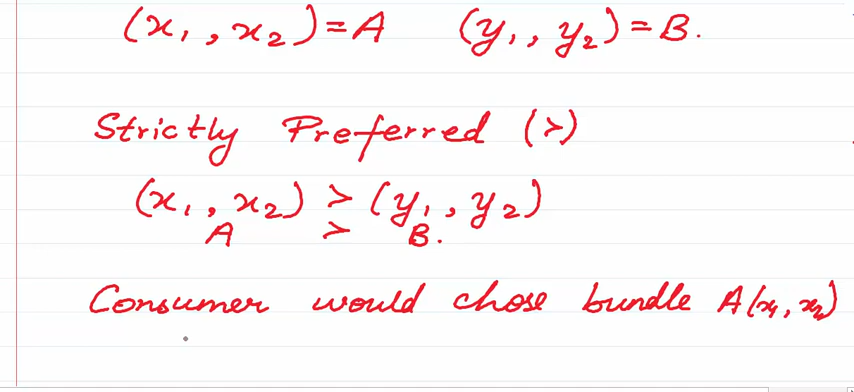 (x₁, x₂) = A (y₁, y₂) = B.
Strictly Preferred (>)
(x₁, x₂) > (y₁, y₂)
A > B.
Consumer would chose bundle A(x₁, x₂)